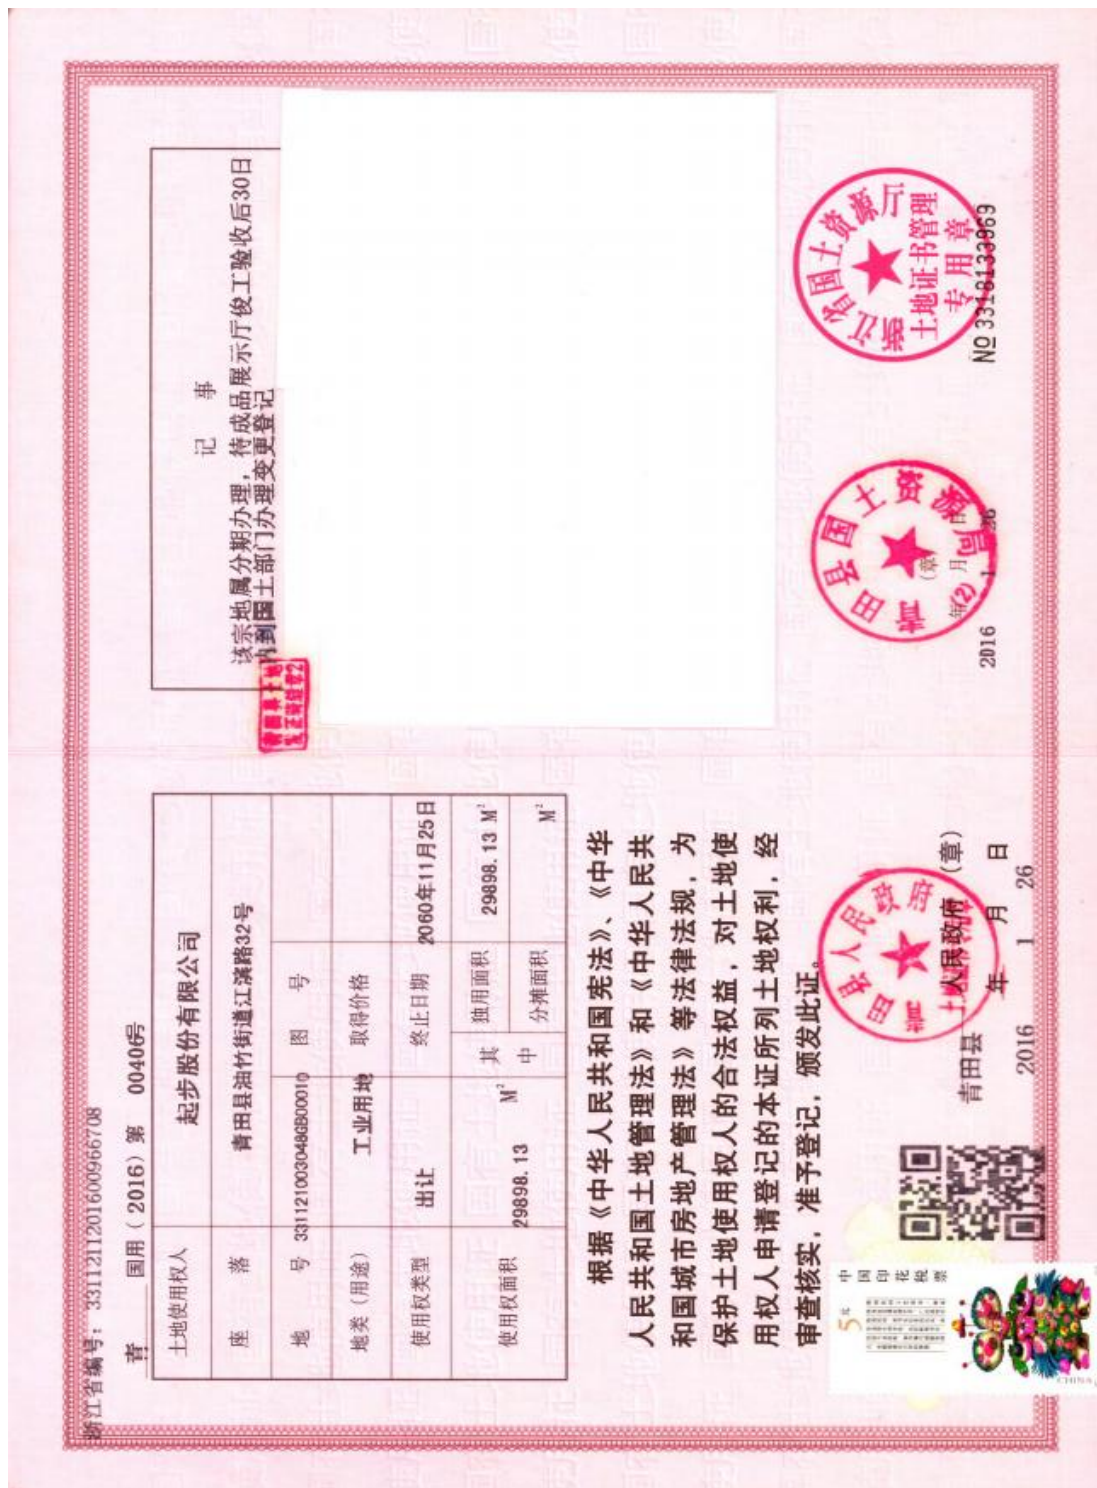 浙江省编号：331121120160096​6708
青 国用（2016）第 00406号
土地使用权人 起步股份有限公司
座 落 青田县油竹街道江滨路32号
地 号 331121003048GB00010 图 号
地类（用途） 工业用地 取得价格
使用权类型 出让 终止日期 2060年11月25日
使用权面积 29898.13 M² 其中 独用面积 29898.13 M²
分摊面积 M²
根据《中华人民共和国宪法》、《中华
人民共和国土地管理法》和《中华人民共
和国城市房地产管理法》等法律法规，为
保护土地使用权人的合法权益，对土地使
用权人申请登记的本证所列土地权利，经
审查核实，准予登记，颁发此证。
青田县 人民政府（章）
青田县人民政府
年 月 日
2016 1 26
中国印花税票
5元
CHINA
记 事
该宗地属分期办理，待成品展示厅俊工验收后30日
内到国土部门办理变更登记
青田县国土资源局
(2)
（章）
年 月 日
2016 1 26
浙江省国土资源厅
土地证书管理
专用章
№ 3318133969